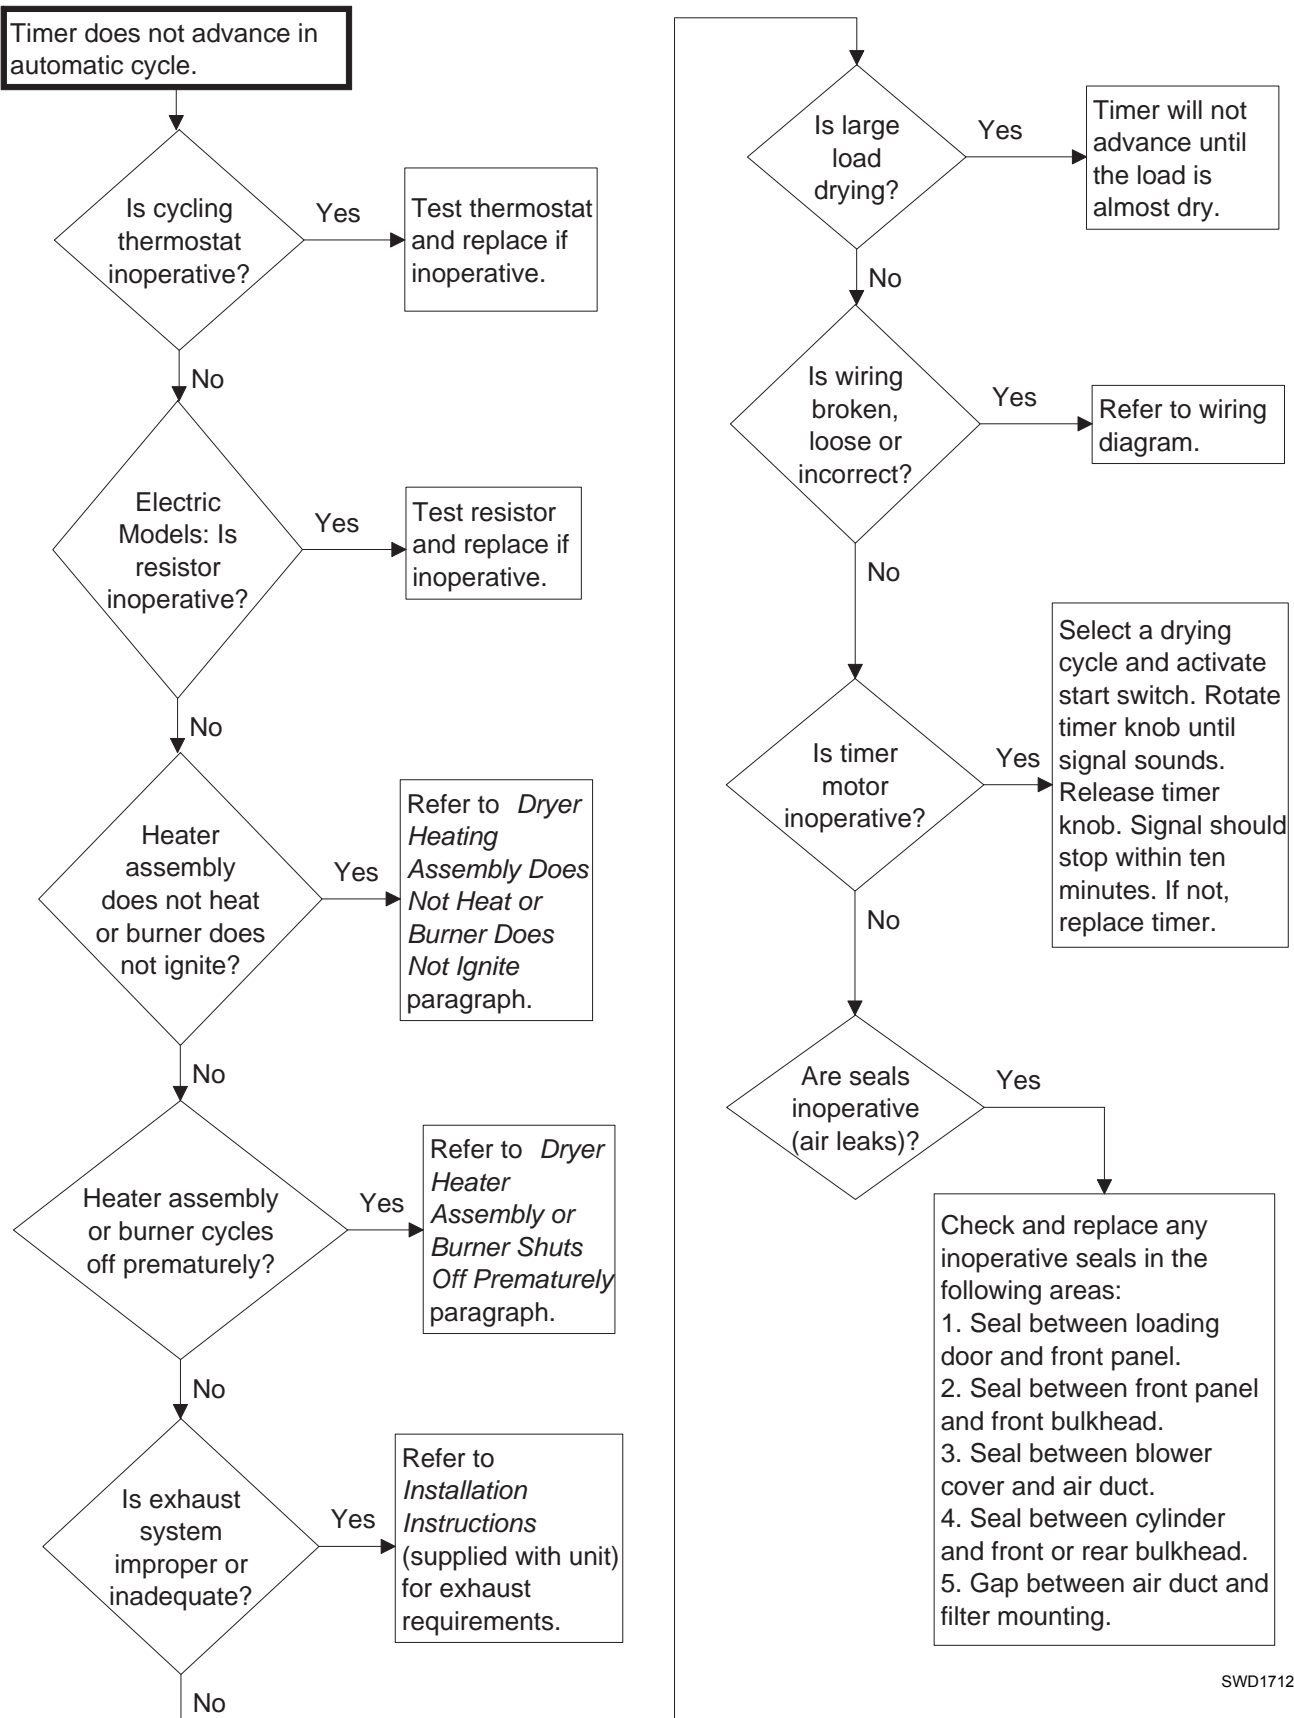 Timer does not advance in
automatic cycle.
Is cycling
thermostat
inoperative?
Yes
Test thermostat
and replace if
inoperative.
No
Electric
Models: Is
resistor
inoperative?
Yes
Test resistor
and replace if
inoperative.
No
Heater
assembly
does not heat
or burner does
not ignite?
Yes
Refer to Dryer
Heating
Assembly Does
Not Heat or
Burner Does
Not Ignite
paragraph.
No
Heater assembly
or burner cycles
off prematurely?
Yes
Refer to Dryer
Heater
Assembly or
Burner Shuts
Off Prematurely
paragraph.
No
Is exhaust
system
improper or
inadequate?
Yes
Refer to
Installation
Instructions
(supplied with unit)
for exhaust
requirements.
No
Is large
load
drying?
Yes
Timer will not
advance until
the load is
almost dry.
No
Is wiring
broken,
loose or
incorrect?
Yes
Refer to wiring
diagram.
No
Is timer
motor
inoperative?
Yes
Select a drying
cycle and activate
start switch. Rotate
timer knob until
signal sounds.
Release timer
knob. Signal should
stop within ten
minutes. If not,
replace timer.
No
Are seals
inoperative
(air leaks)?
Yes
Check and replace any
inoperative seals in the
following areas:
1. Seal between loading
door and front panel.
2. Seal between front panel
and front bulkhead.
3. Seal between blower
cover and air duct.
4. Seal between cylinder
and front or rear bulkhead.
5. Gap between air duct and
filter mounting.
SWD1712